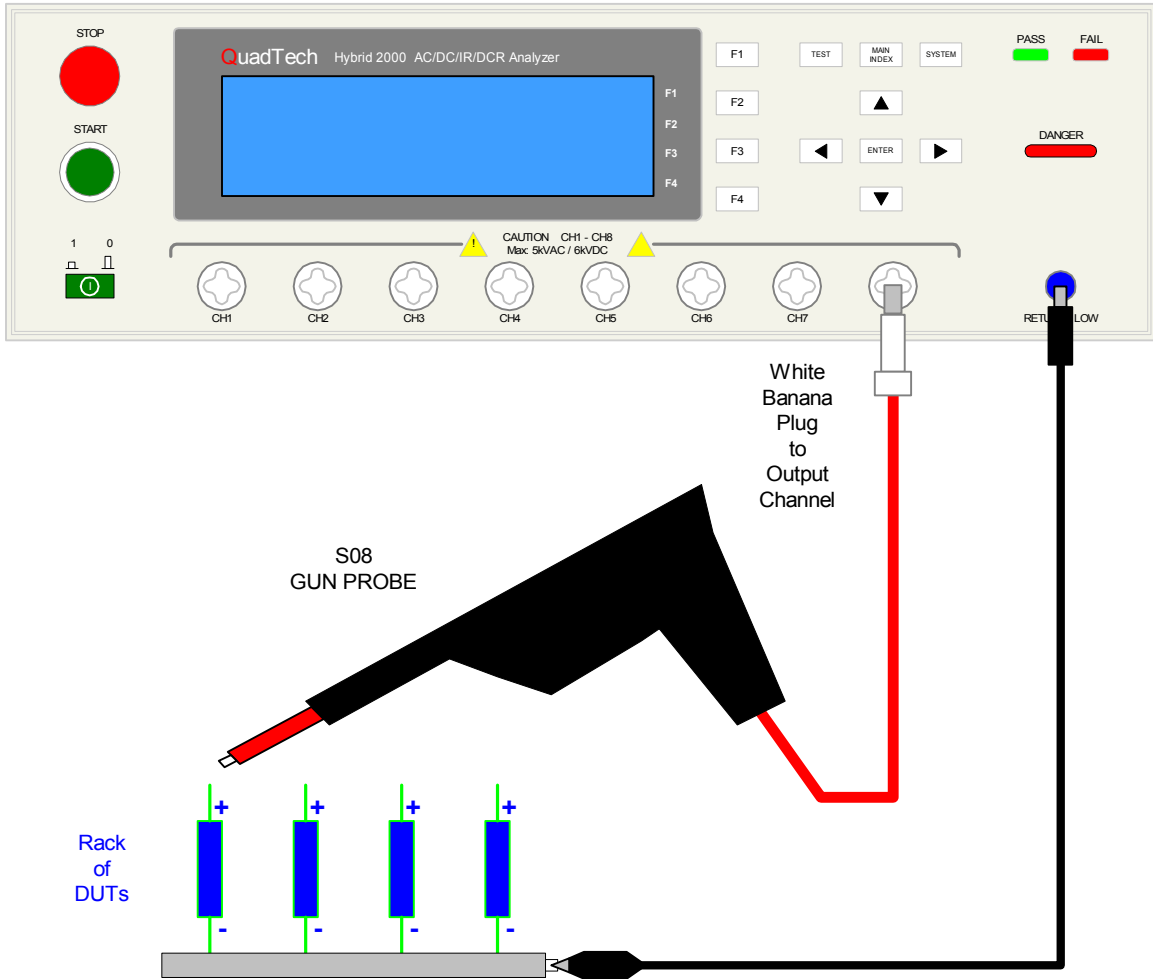 STOP
START
1 0
QuadTech Hybrid 2000 AC/DC/IR/DCR Analyzer
F1
F2
F3
F4
F1
F2
F3
F4
TEST
MAIN
INDEX
SYSTEM
ENTER
PASS
FAIL
DANGER
!
CAUTION CH1 - CH8
Max: 5kVAC / 6kVDC
CH1
CH2
CH3
CH4
CH5
CH6
CH7
LOW
White
Banana
Plug
to
Output
Channel
S08
GUN PROBE
+ + + +
Rack
of
DUTs
- - - -